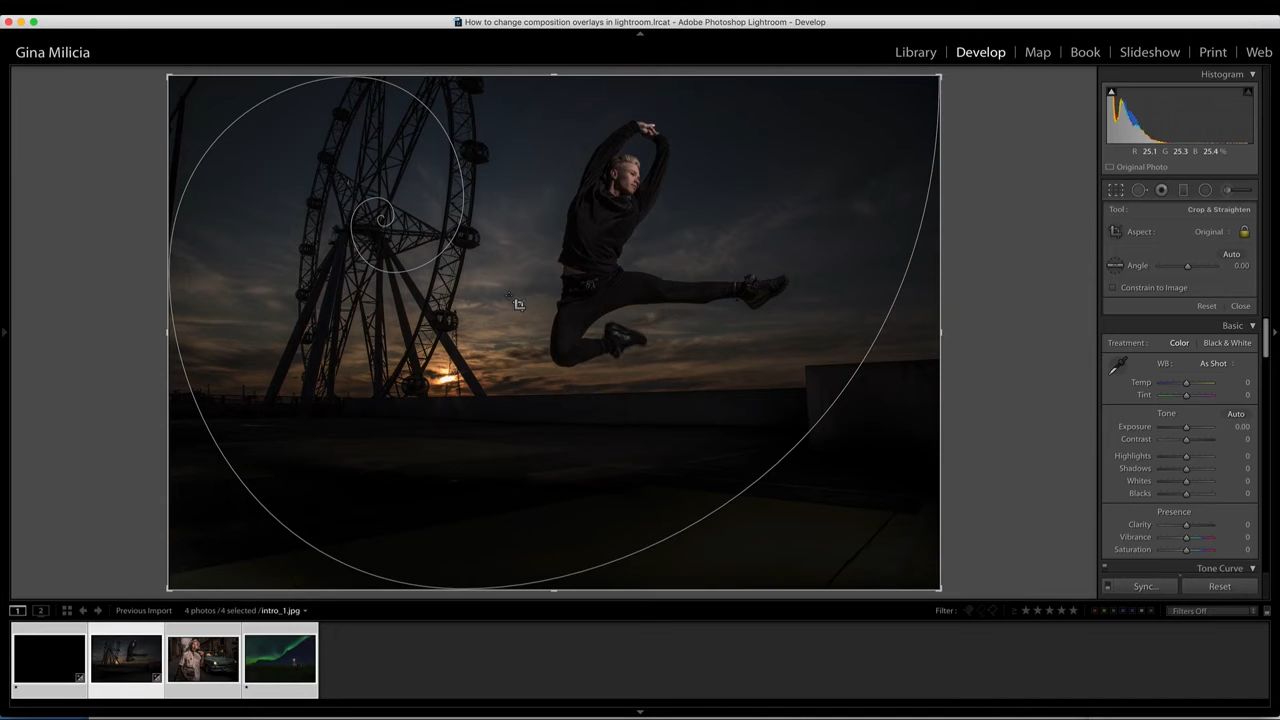 How to change composition overlays in lightroom.lrcat - Adobe Photoshop Lightroom - Develop
Gina Milicia
Library Develop Map Book Slideshow Print Web
Histogram
R 25.1 G 25.3 B 25.4 %
Original Photo
Tool: Crop & Straighten
Aspect: Original
Auto
Angle 0.00
Constrain to Image
Reset Close
Basic
Treatment: Color Black & White
WB: As Shot
Temp 0
Tint 0
Tone Auto
Exposure 0.00
Contrast 0
Highlights 0
Shadows 0
Whites 0
Blacks 0
Presence
Clarity 0
Vibrance 0
Saturation 0
Tone Curve
Sync... Reset
1 2 Previous Import 4 photos / 4 selected / intro_1.jpg Filter: Filters Off